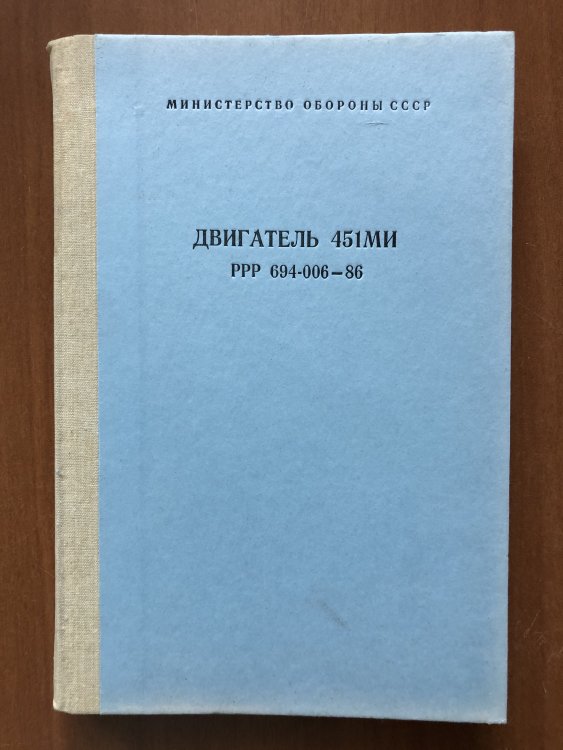 МИНИСТЕРСТВО ОБОРОНЫ СССР
ДВИГАТЕЛЬ 451МИ
РРР 694-006—86